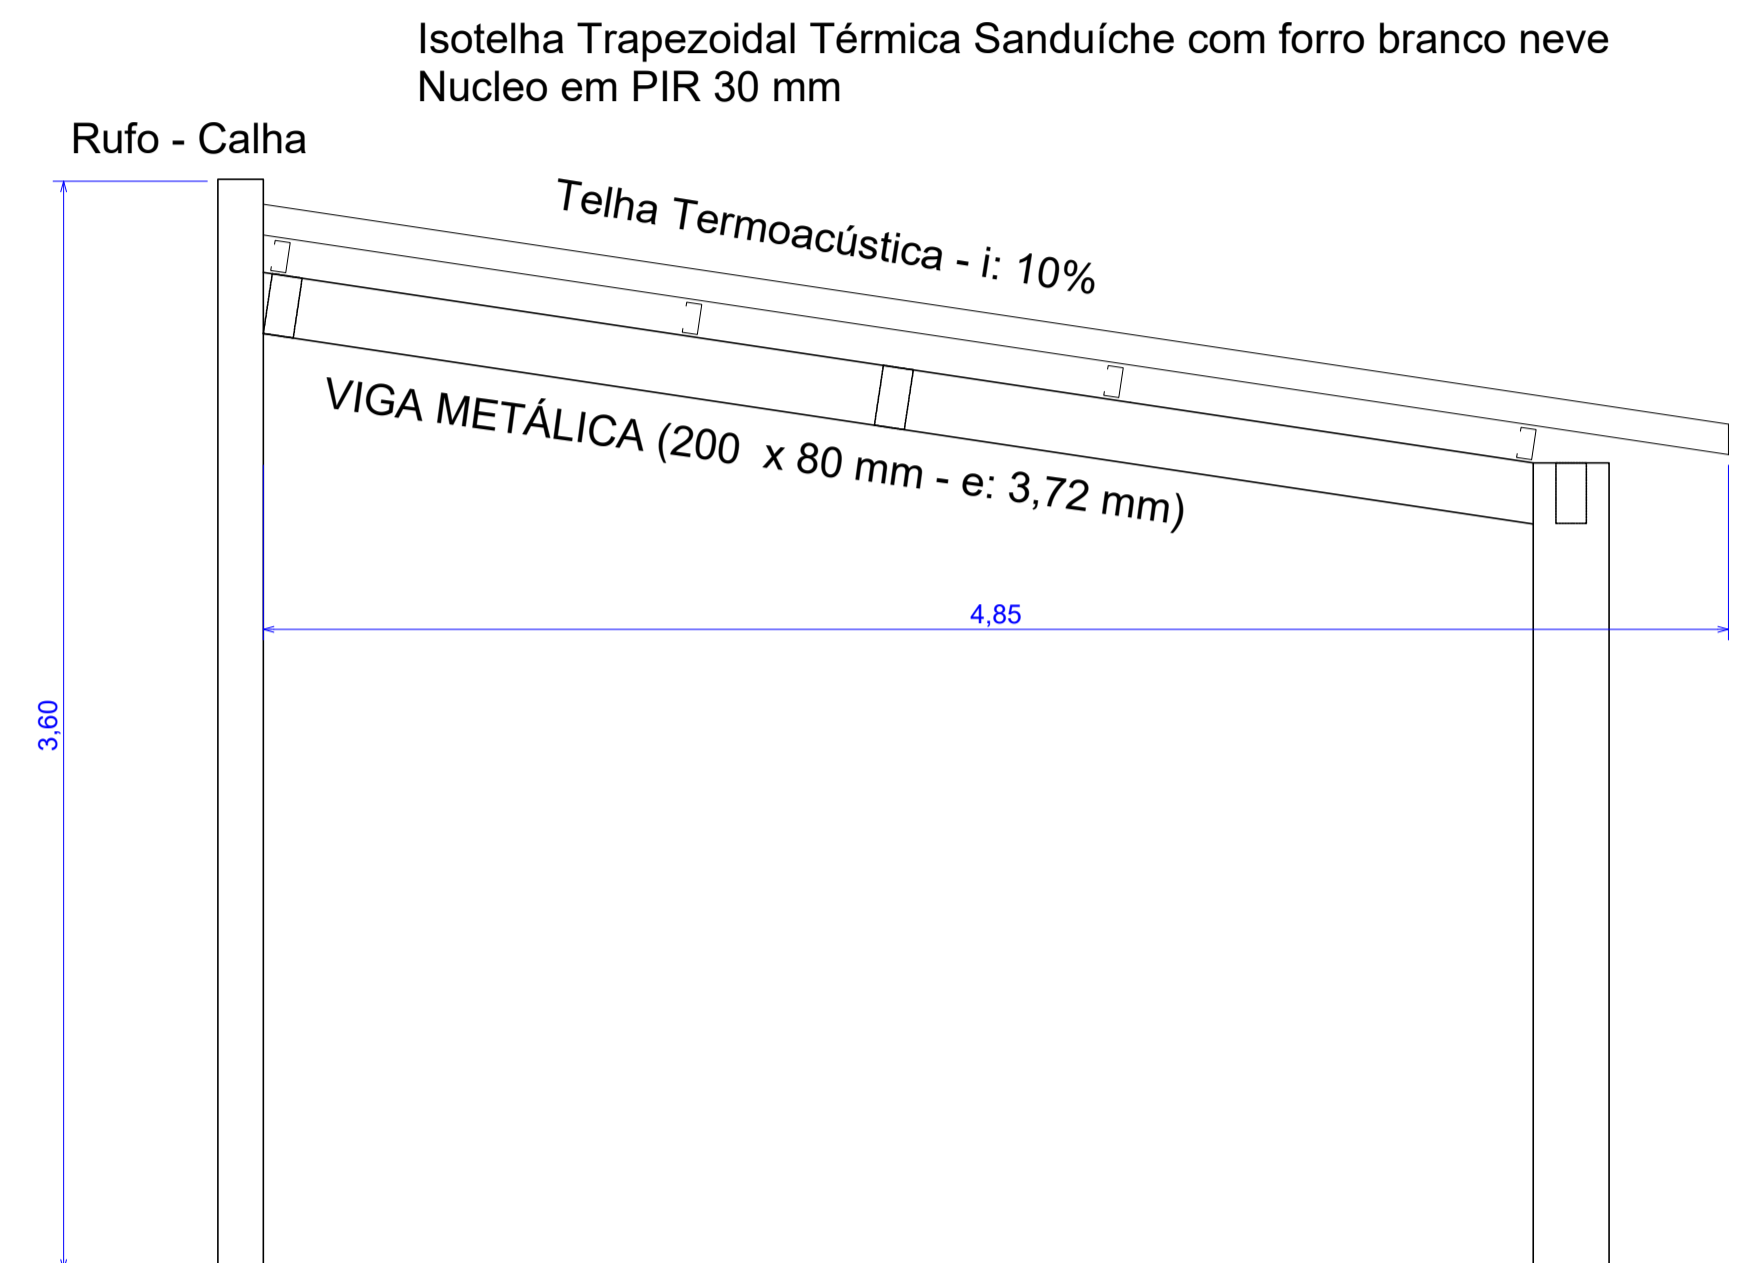 Isotelha Trapezoidal Térmica Sanduíche com forro branco neve
Nucleo em PIR 30 mm
Rufo - Calha
Telha Termoacústica - i: 10%
VIGA METÁLICA (200 x 80 mm - e: 3,72 mm)
4,85
3,60